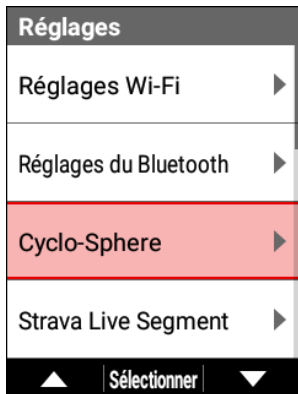 Réglages
Réglages Wi-Fi
Réglages du Bluetooth
Cyclo-Sphere
Strava Live Segment
Sélectionner